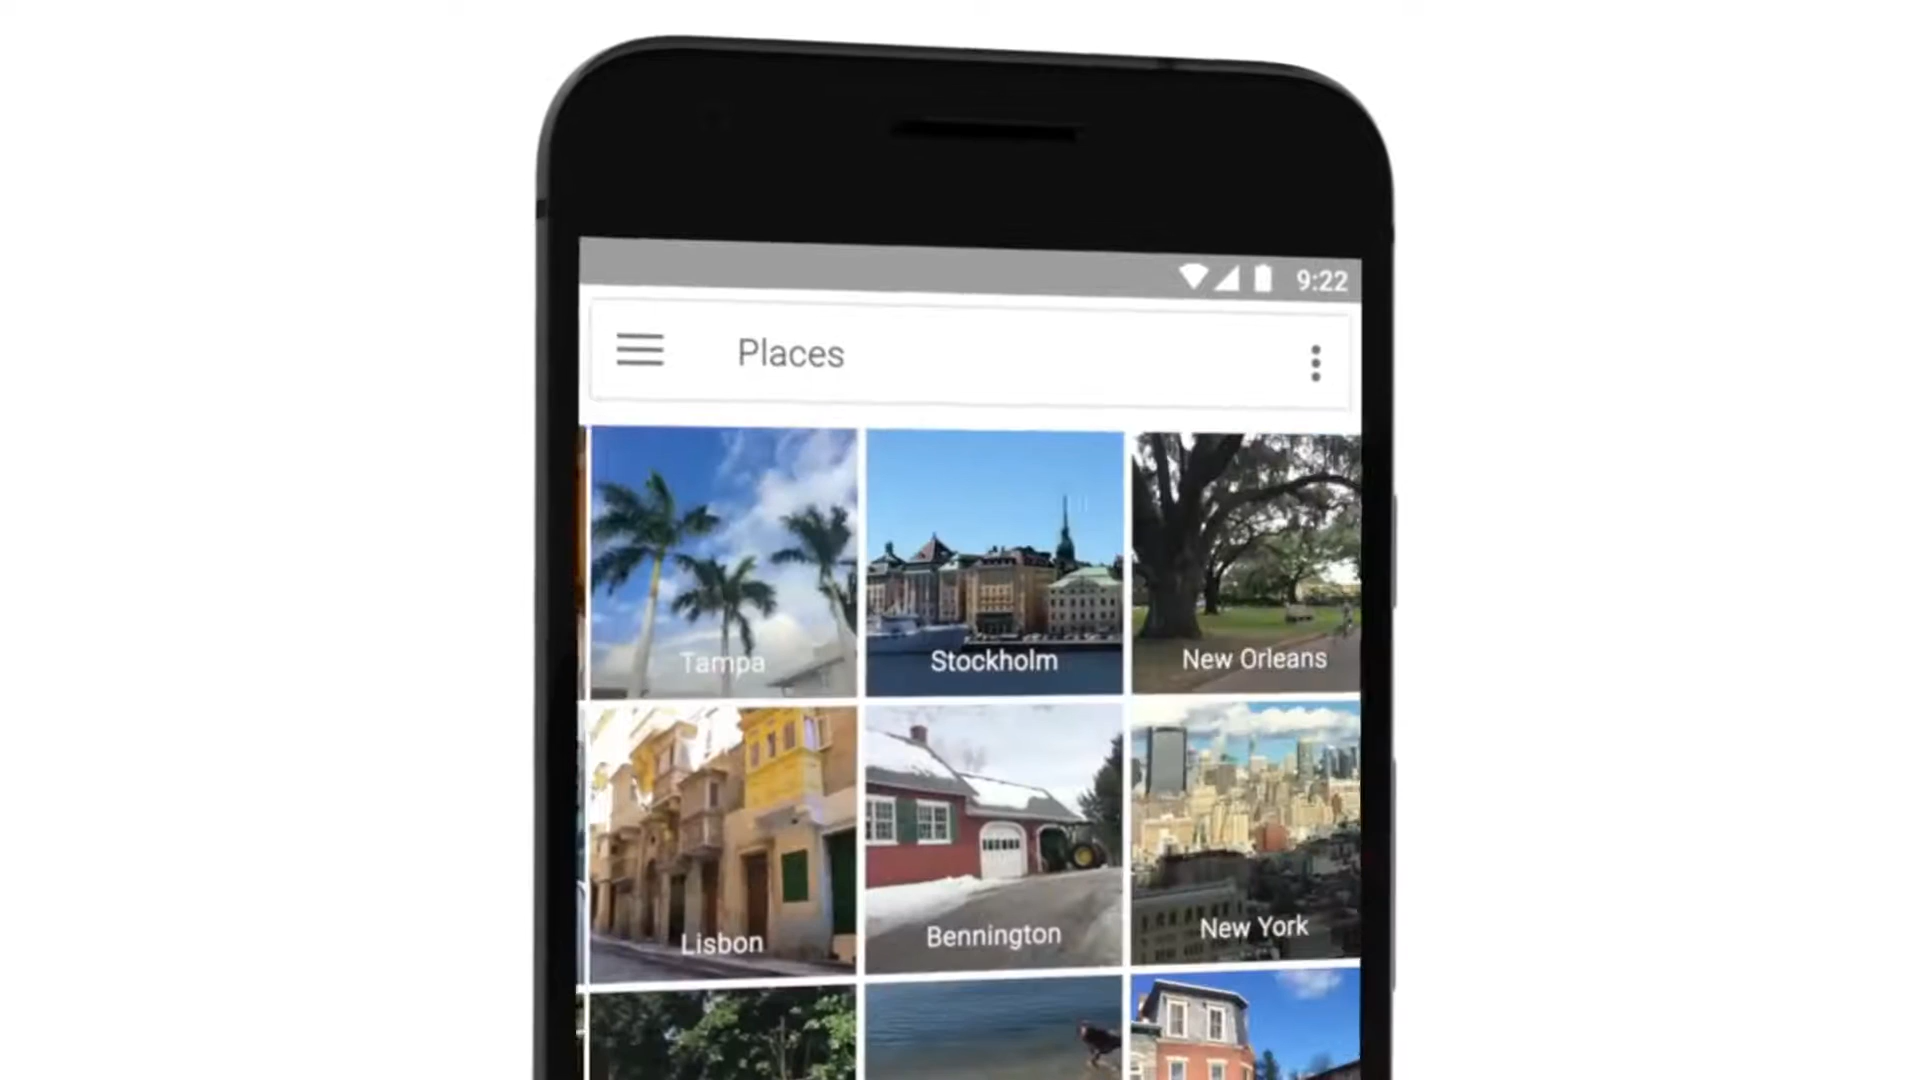 9:22
Places
Tampa
Stockholm
New Orleans
Lisbon
Bennington
New York